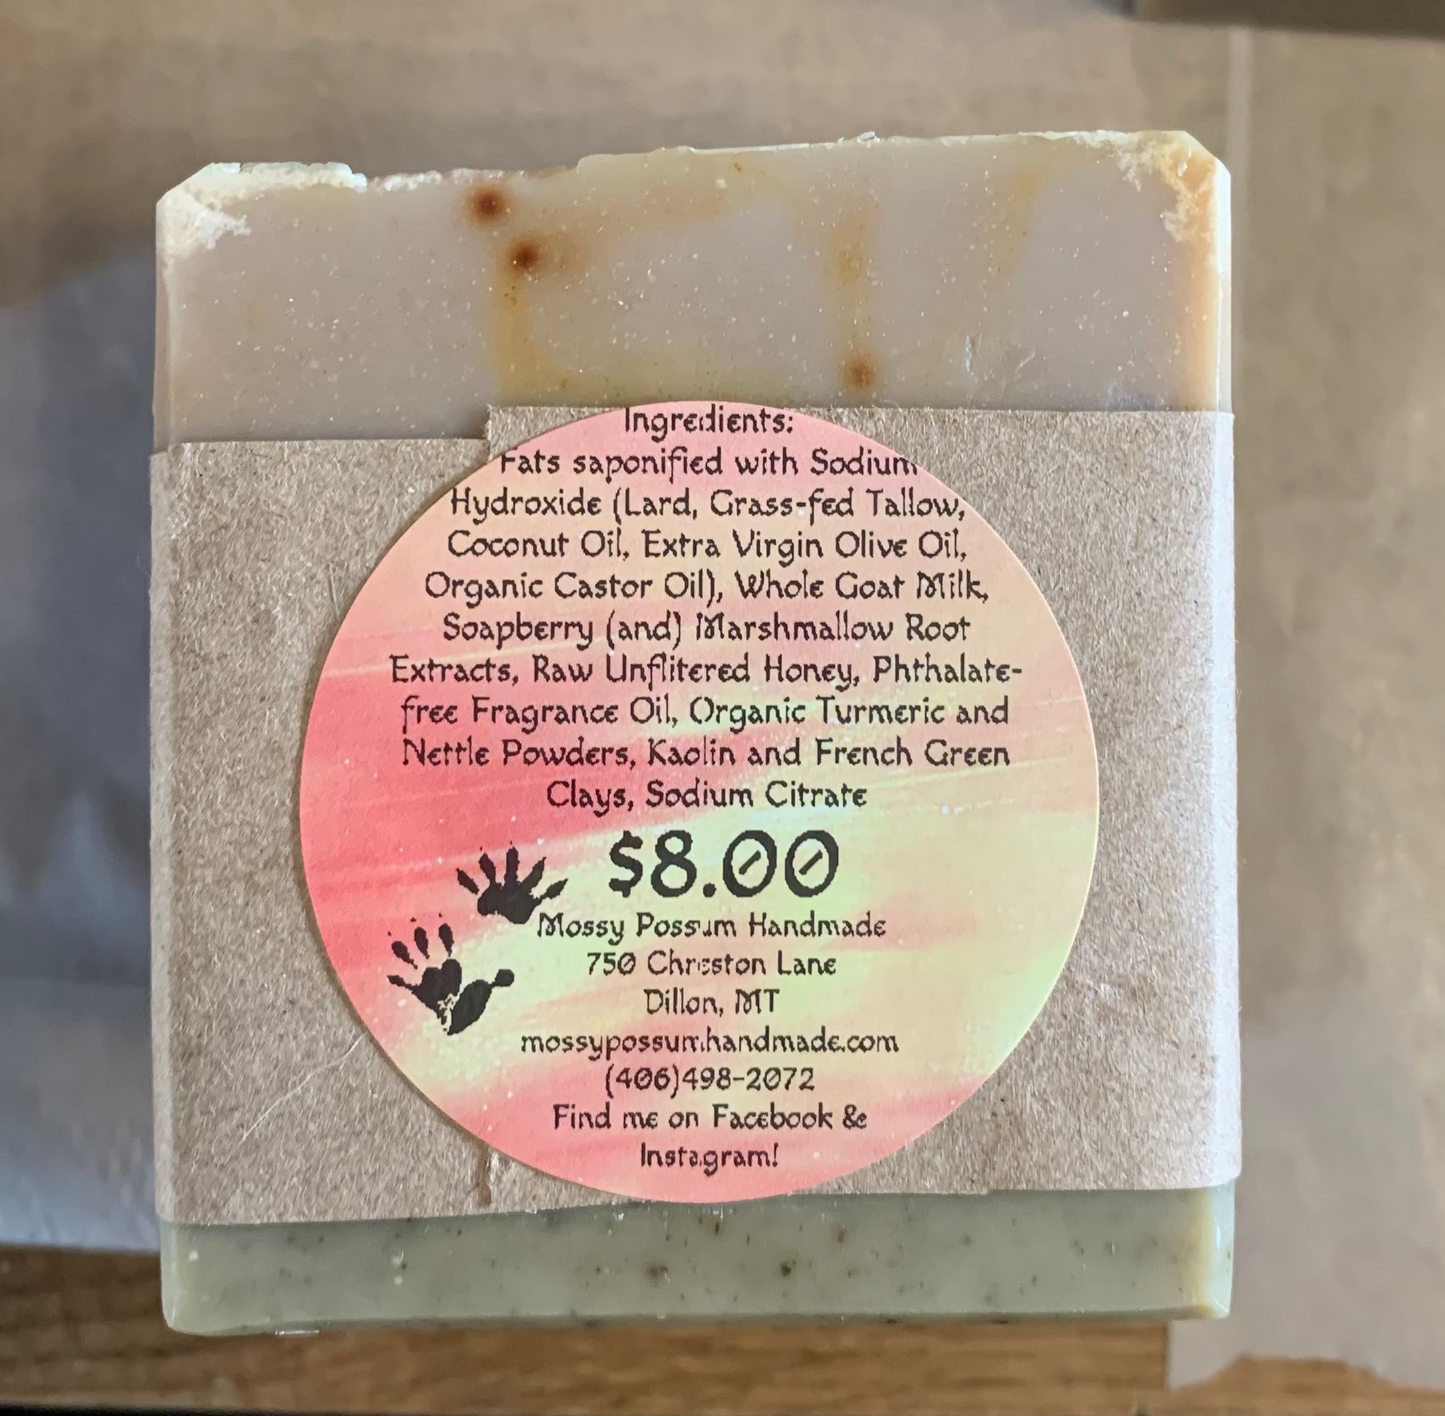 Ingredients:
Fats saponified with Sodium
Hydroxide (Lard, Grass-fed Tallow,
Coconut Oil, Extra Virgin Olive Oil,
Organic Castor Oil), Whole Goat Milk,
Soapberry (and) Marshmallow Root
Extracts, Raw Unflitered Honey, Phthalate-
free Fragrance Oil, Organic Turmeric and
Nettle Powders, Kaolin and French Green
Clays, Sodium Citrate
$8.00
Mossy Possum Handmade
750 Chreston Lane
Dillon, MT
mossypossumhandmade.com
(406)498-2072
Find me on Facebook &
Instagram!